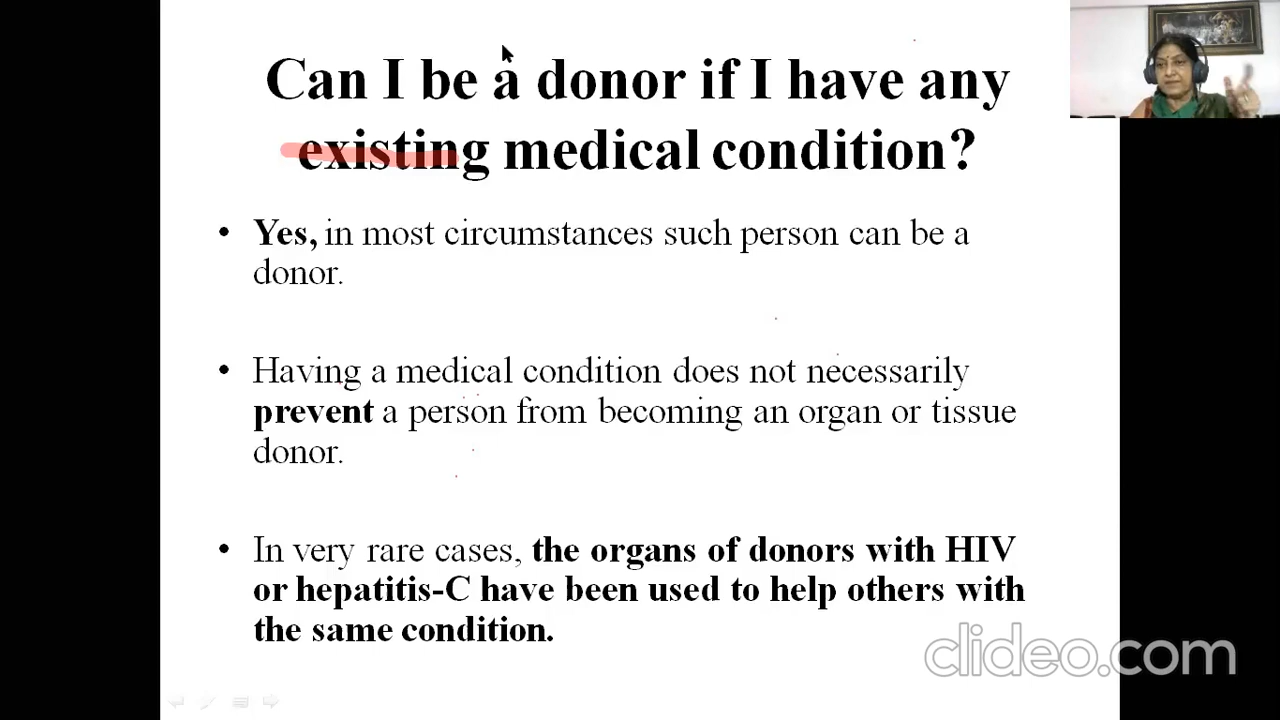 Can I be a donor if I have any
existing medical condition?
• Yes, in most circumstances such person can be a
donor.
• Having a medical condition does not necessarily
prevent a person from becoming an organ or tissue
donor.
• In very rare cases, the organs of donors with HIV
or hepatitis-C have been used to help others with
the same condition.
clideo.com